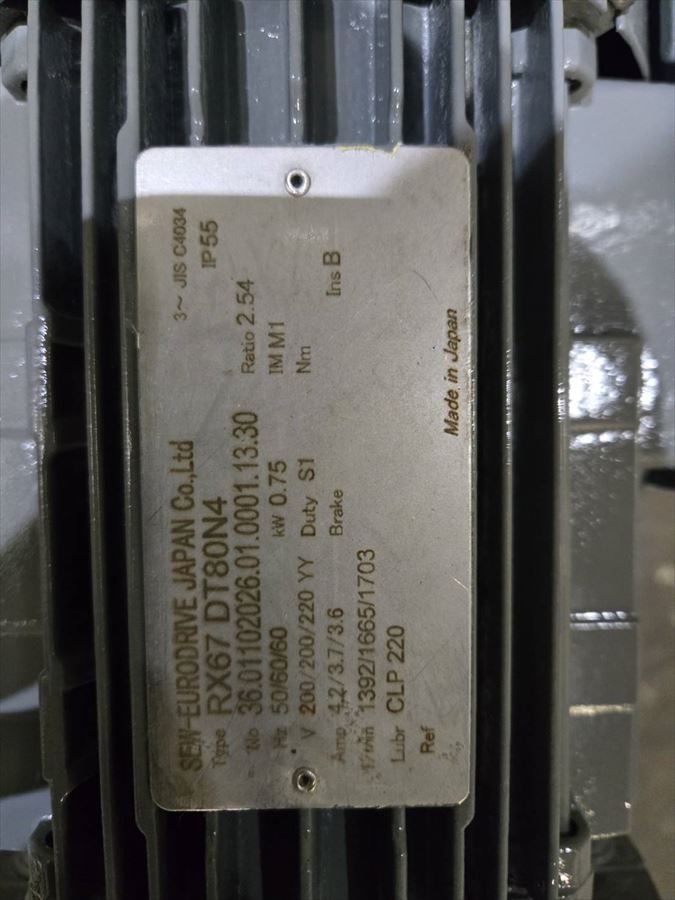 SEW-EURODRIVE JAPAN Co.,Ltd 3~ JIS C4034
Type RX67 DT80N4 IP 55
No 36.01102026.01.0001.13.30 Ratio 2.54
Hz 50/60/60 kW 0.75 IM M1
V 200/200/220 YY Duty S1 Nm
Amp 4.2/3.7/3.6 Brake Ins B
1/min 1392/1665/1703
Lubr CLP 220
Ref Made in Japan